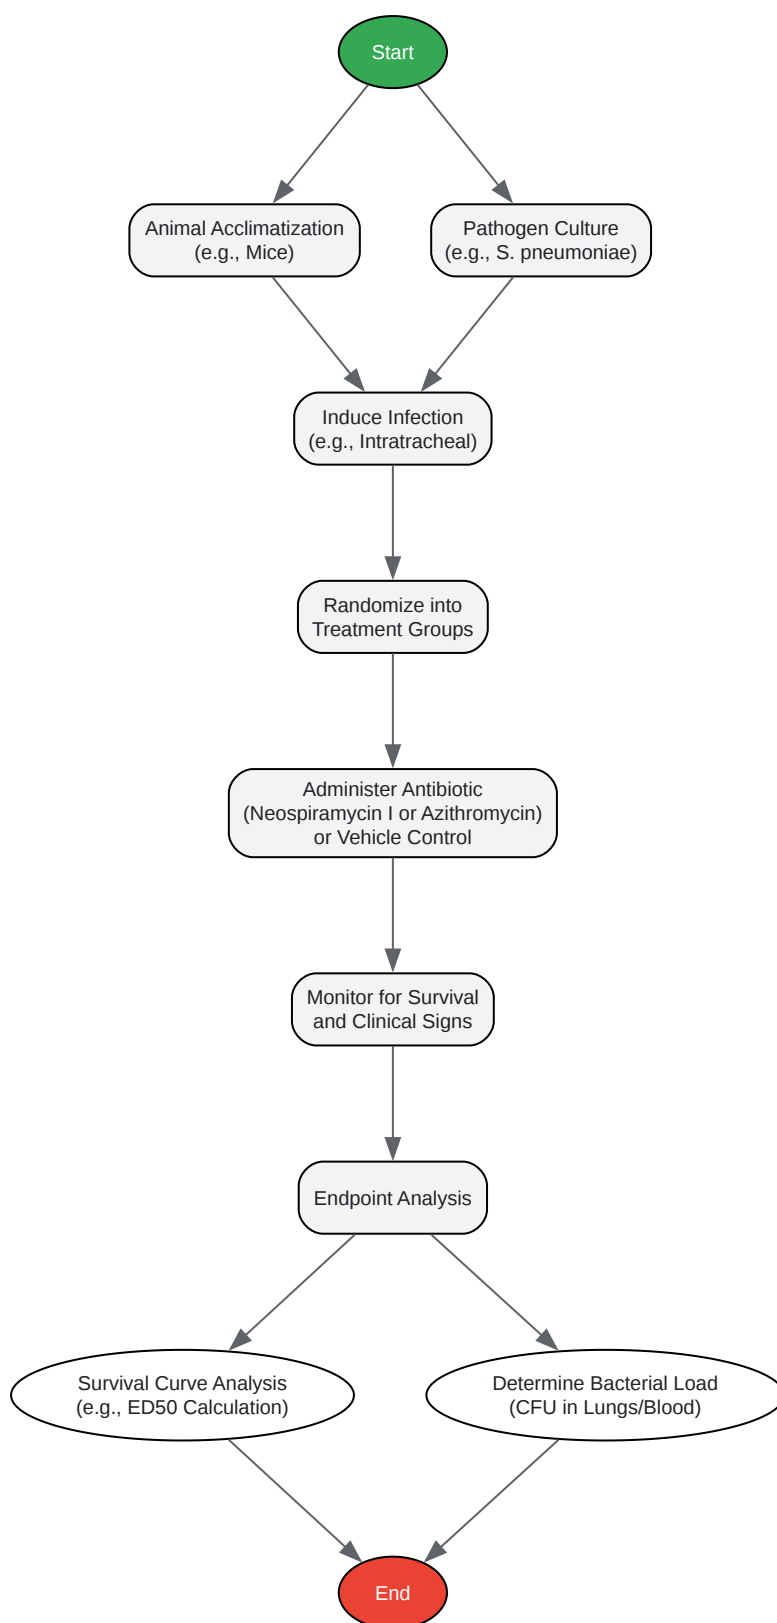 Start
Animal Acclimatization
(e.g., Mice)
Pathogen Culture
(e.g., S. pneumoniae)
Induce Infection
(e.g., Intratracheal)
Randomize into
Treatment Groups
Administer Antibiotic
(Neospiramycin I or Azithromycin)
or Vehicle Control
Monitor for Survival
and Clinical Signs
Endpoint Analysis
Survival Curve Analysis
(e.g., ED50 Calculation)
Determine Bacterial Load
(CFU in Lungs/Blood)
End